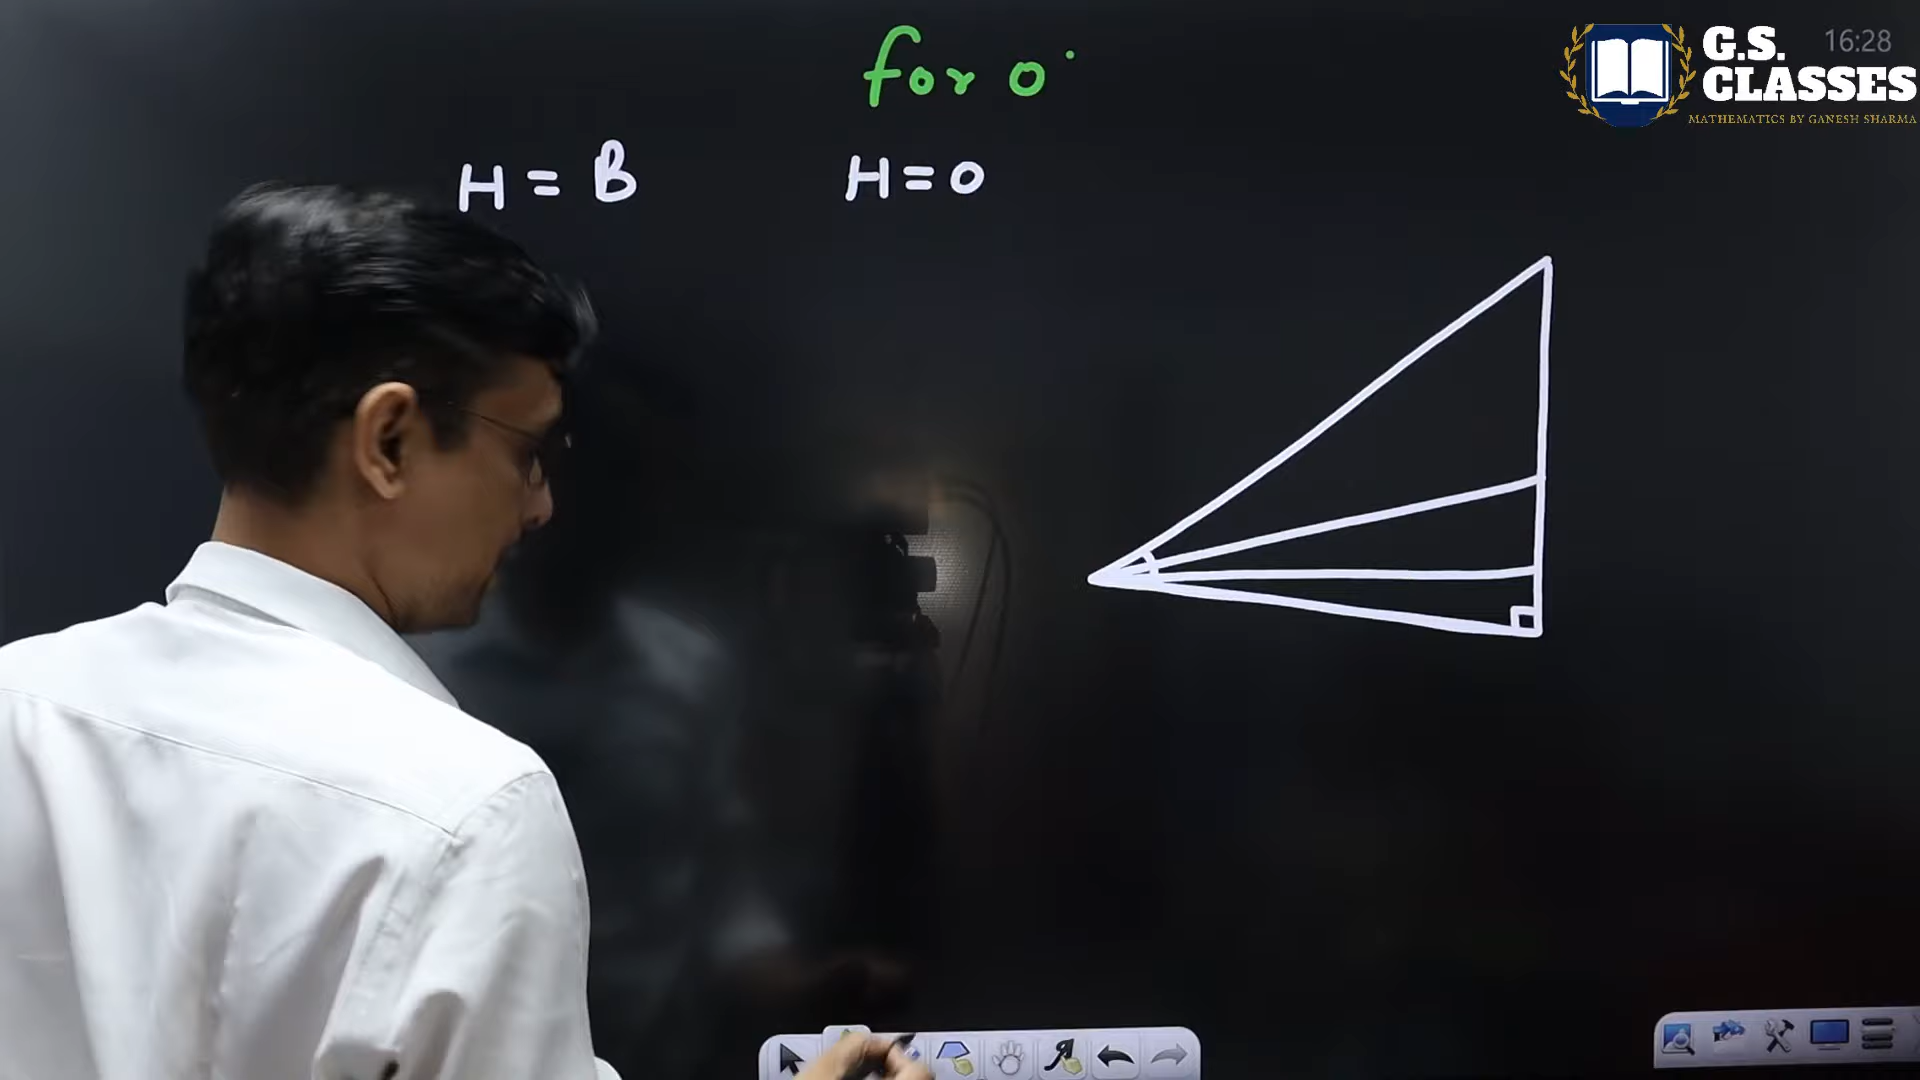 for 0°
H = B H = 0
G.S.
CLASSES
MATHEMATICS BY GANESH SHARMA
16:28